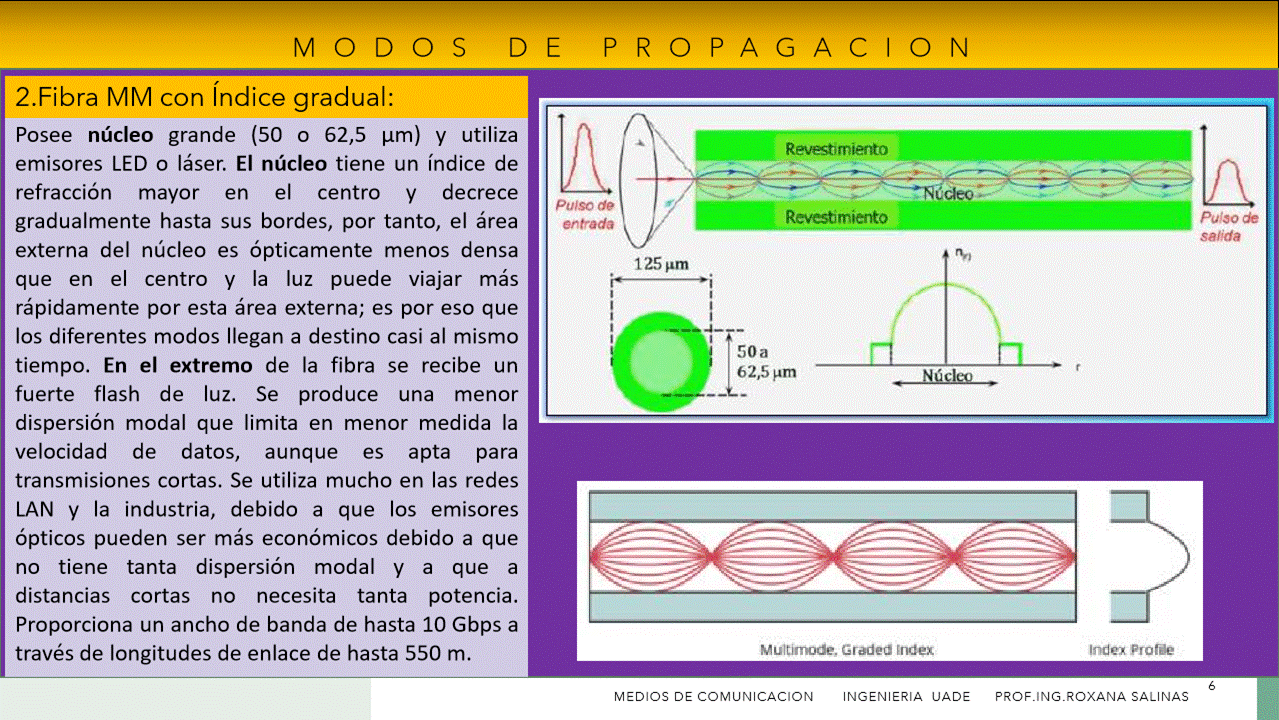 MODOS DE PROPAGACION
2.Fibra MM con Índice gradual:
Posee núcleo grande (50 o 62,5 µm) y utiliza
emisores LED o láser. El núcleo tiene un índice de
refracción mayor en el centro y decrece
gradualmente hasta sus bordes, por tanto, el área
externa del núcleo es ópticamente menos densa
que en el centro y la luz puede viajar más
rápidamente por esta área externa; es por eso que
los diferentes modos llegan a destino casi al mismo
tiempo. En el extremo de la fibra se recibe un
fuerte flash de luz. Se produce una menor
dispersión modal que limita en menor medida la
velocidad de datos, aunque es apta para
transmisiones cortas. Se utiliza mucho en las redes
LAN y la industria, debido a que los emisores
ópticos pueden ser más económicos debido a que
no tiene tanta dispersión modal y a que a
distancias cortas no necesita tanta potencia.
Proporciona un ancho de banda de hasta 10 Gbps a
través de longitudes de enlace de hasta 550 m.
Pulso de
entrada
Revestimiento
Núcleo
Revestimiento
Pulso de
salida
125 µm
50 a
62,5 µm
n(r)
r
Núcleo
Multimode, Graded Index
Index Profile
MEDIOS DE COMUNICACION INGENIERIA UADE PROF.ING.ROXANA SALINAS
6